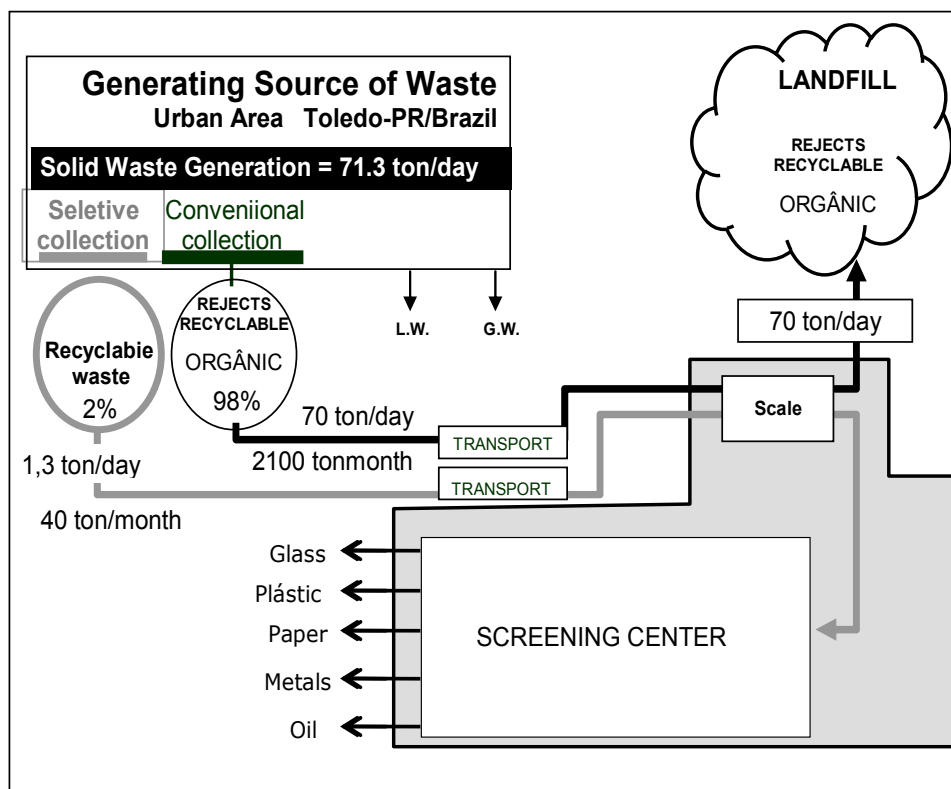 Generating Source of Waste
Urban Area Toledo-PR/Brazil
Solid Waste Generation = 71.3 ton/day
Seletive
collection
Conveniional
collection
LANDFILL
REJECTS
RECYCLABLE
ORGÂNIC
Recyclabie
waste
2%
REJECTS
RECYCLABLE
ORGÂNIC
98%
L.W.
G.W.
70 ton/day
70 ton/day
2100 tonmonth
TRANSPORT
Scale
1,3 ton/day
TRANSPORT
40 ton/month
Glass
Plástic
Paper
Metals
Oil
SCREENING CENTER